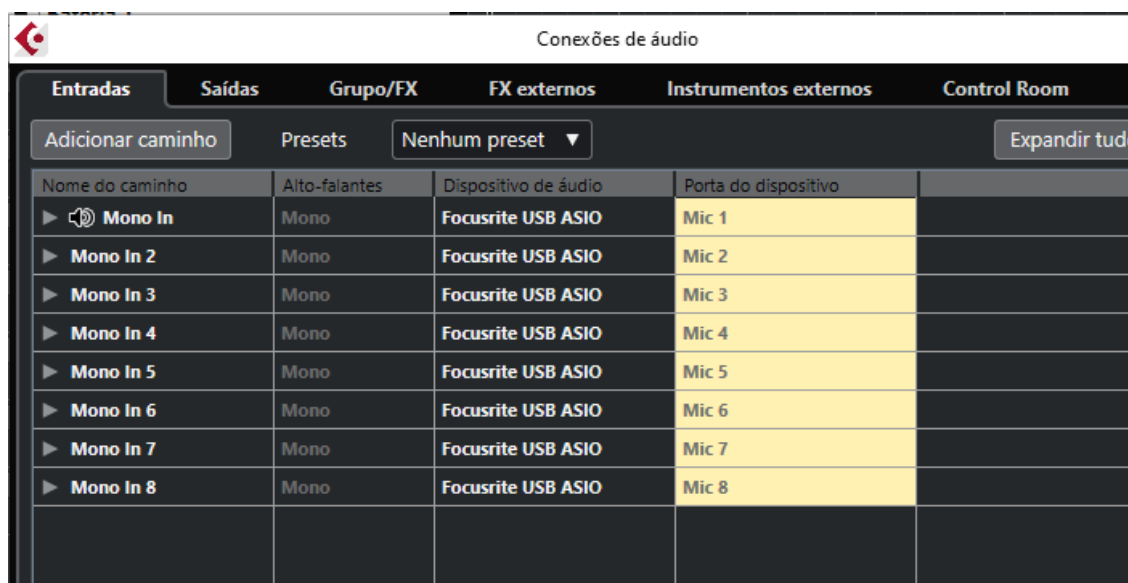 Conexões de áudio
Entradas Saídas Grupo/FX FX externos Instrumentos externos Control Room
Adicionar caminho Presets Nenhum preset ▼ Expandir tud
Nome do caminho Alto-falantes Dispositivo de áudio Porta do dispositivo
Mono In Mono Focusrite USB ASIO Mic 1
Mono In 2 Mono Focusrite USB ASIO Mic 2
Mono In 3 Mono Focusrite USB ASIO Mic 3
Mono In 4 Mono Focusrite USB ASIO Mic 4
Mono In 5 Mono Focusrite USB ASIO Mic 5
Mono In 6 Mono Focusrite USB ASIO Mic 6
Mono In 7 Mono Focusrite USB ASIO Mic 7
Mono In 8 Mono Focusrite USB ASIO Mic 8